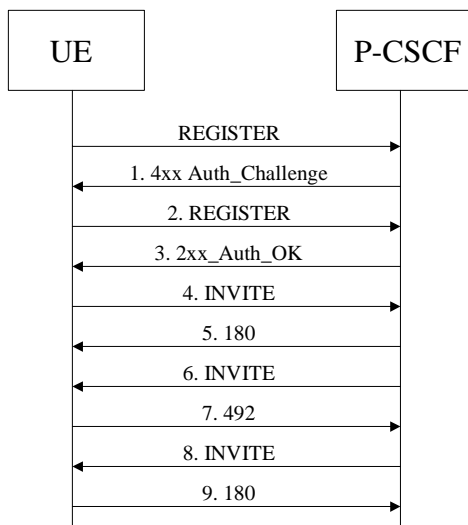 UE
P-CSCF
REGISTER
1. 4xx Auth_Challenge
2. REGISTER
3. 2xx_Auth_OK
4. INVITE
5. 180
6. INVITE
7. 492
8. INVITE
9. 180